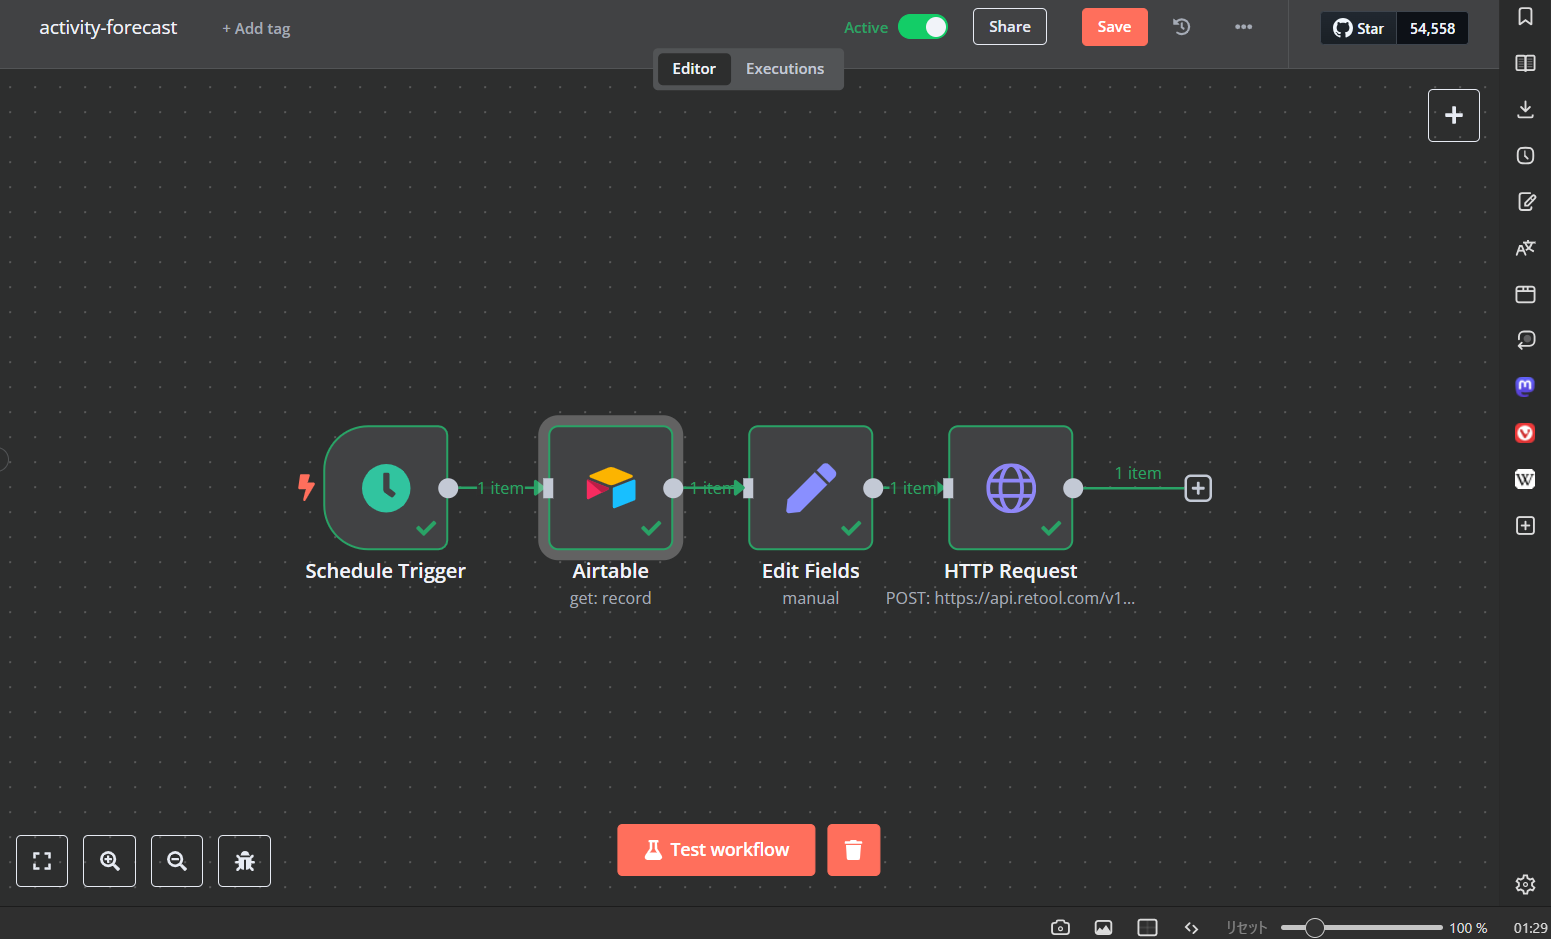 activity-forecast
+ Add tag
Active
Share
Save
Star
54,558
Editor
Executions
1 item
1 item
1 item
1 item
Schedule Trigger
Airtable
get: record
Edit Fields
manual
HTTP Request
POST: https://api.retool.com/v1...
Test workflow
リセット
100 %
01:29